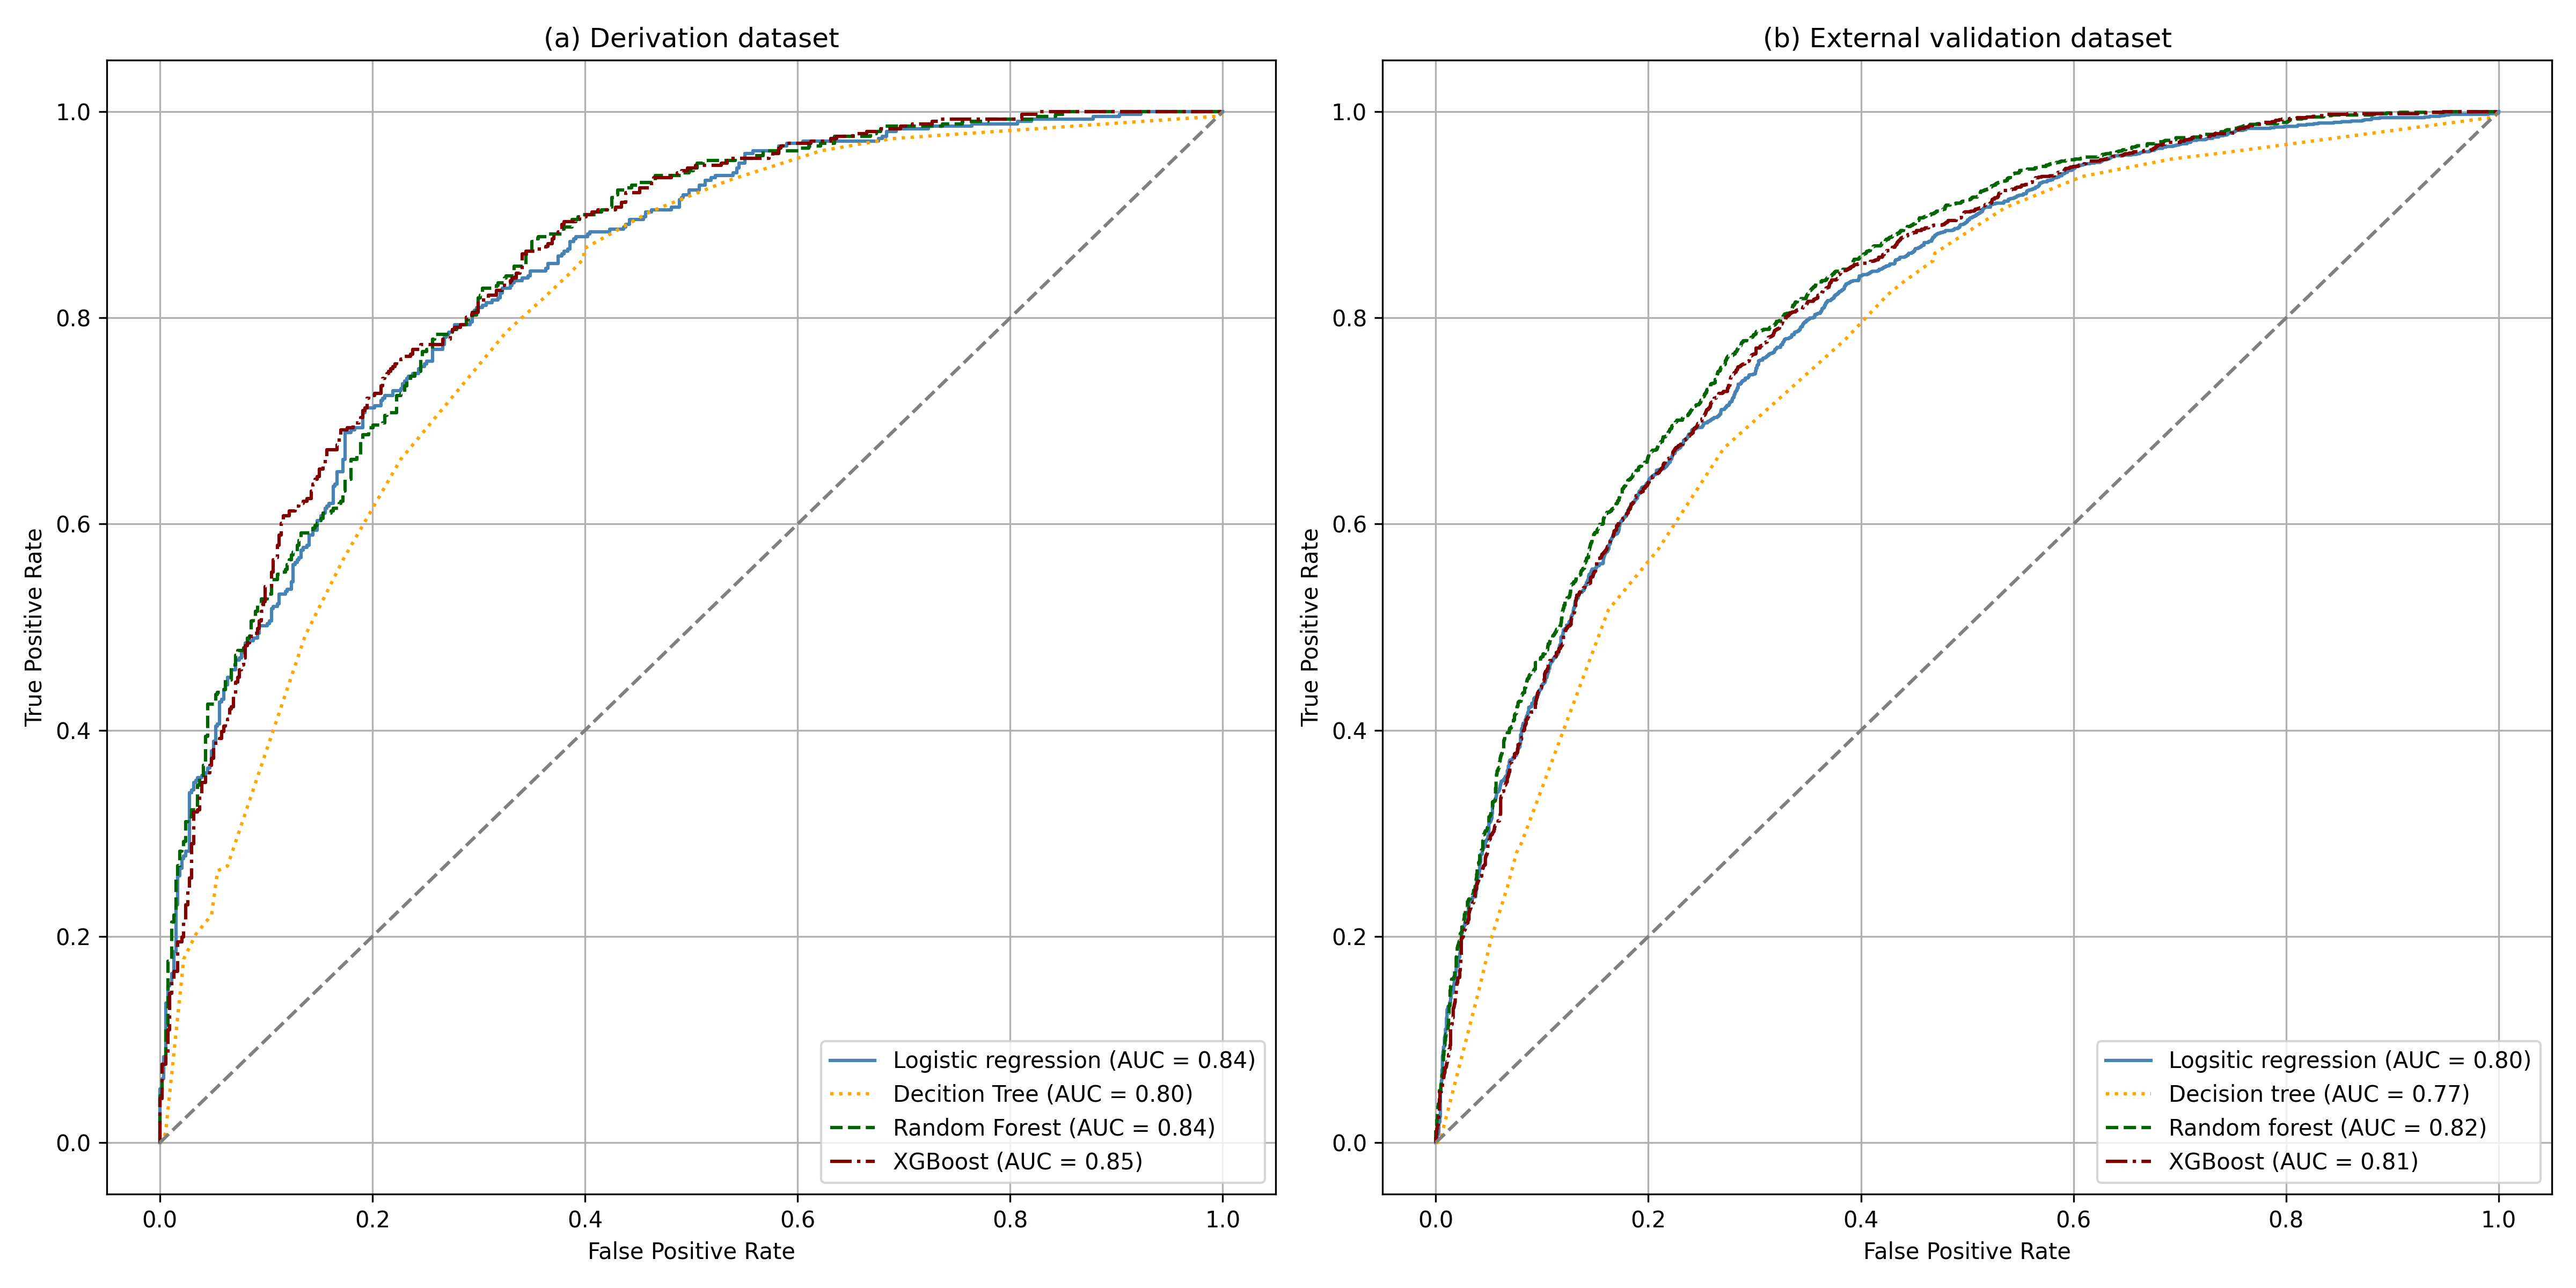 (a) Derivation dataset
True Positive Rate
1.0
0.8
0.6
0.4
0.2
0.0
Logistic regression (AUC = 0.84)
Decition Tree (AUC = 0.80)
Random Forest (AUC = 0.84)
XGBoost (AUC = 0.85)
0.0 0.2 0.4 0.6 0.8 1.0
False Positive Rate
(b) External validation dataset
True Positive Rate
1.0
0.8
0.6
0.4
0.2
0.0
Logsitic regression (AUC = 0.80)
Decision tree (AUC = 0.77)
Random forest (AUC = 0.82)
XGBoost (AUC = 0.81)
0.0 0.2 0.4 0.6 0.8 1.0
False Positive Rate